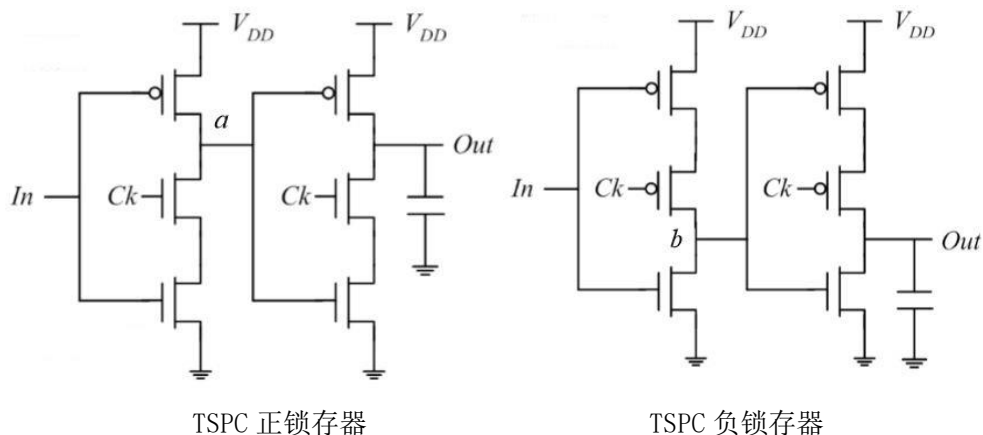 V_DD V_DD V_DD V_DD
a
Out
In Ck Ck
In Ck Ck
b
Out
TSPC 正锁存器 TSPC 负锁存器